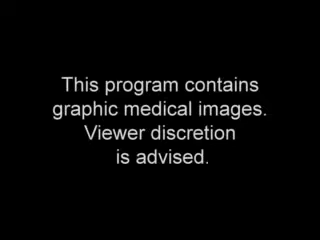 This program contains
graphic medical images.
Viewer discretion
is advised.